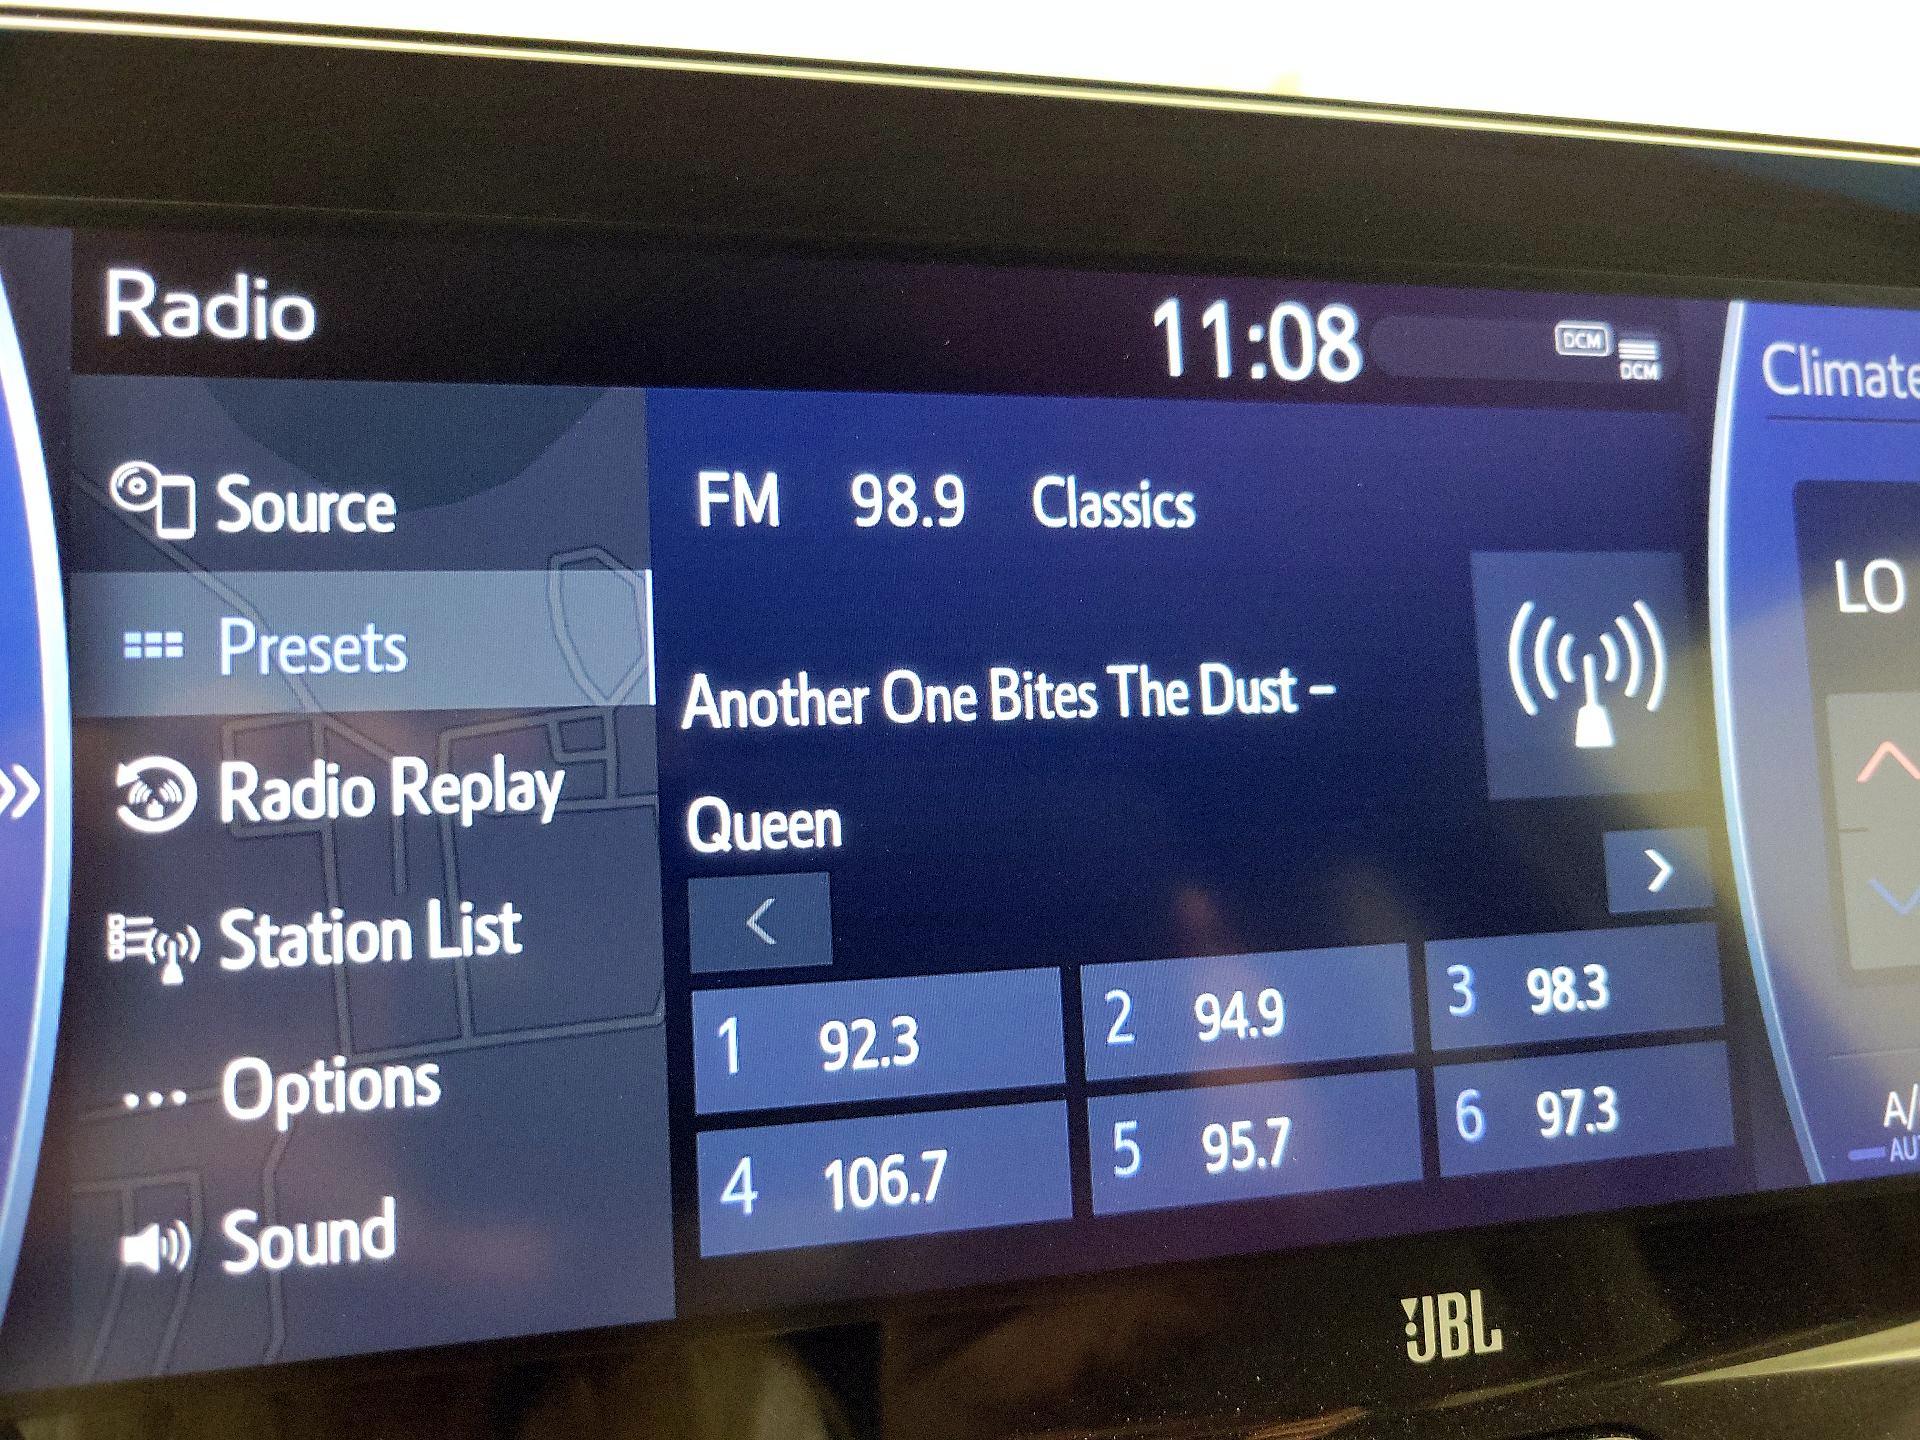 Radio
11:08
DCM
DCM
Climate
Source
Presets
Radio Replay
Station List
Options
Sound
FM 98.9 Classics
Another One Bites The Dust –
Queen
1 92.3
2 94.9
3 98.3
4 106.7
5 95.7
6 97.3
LO
A/
AU
JBL